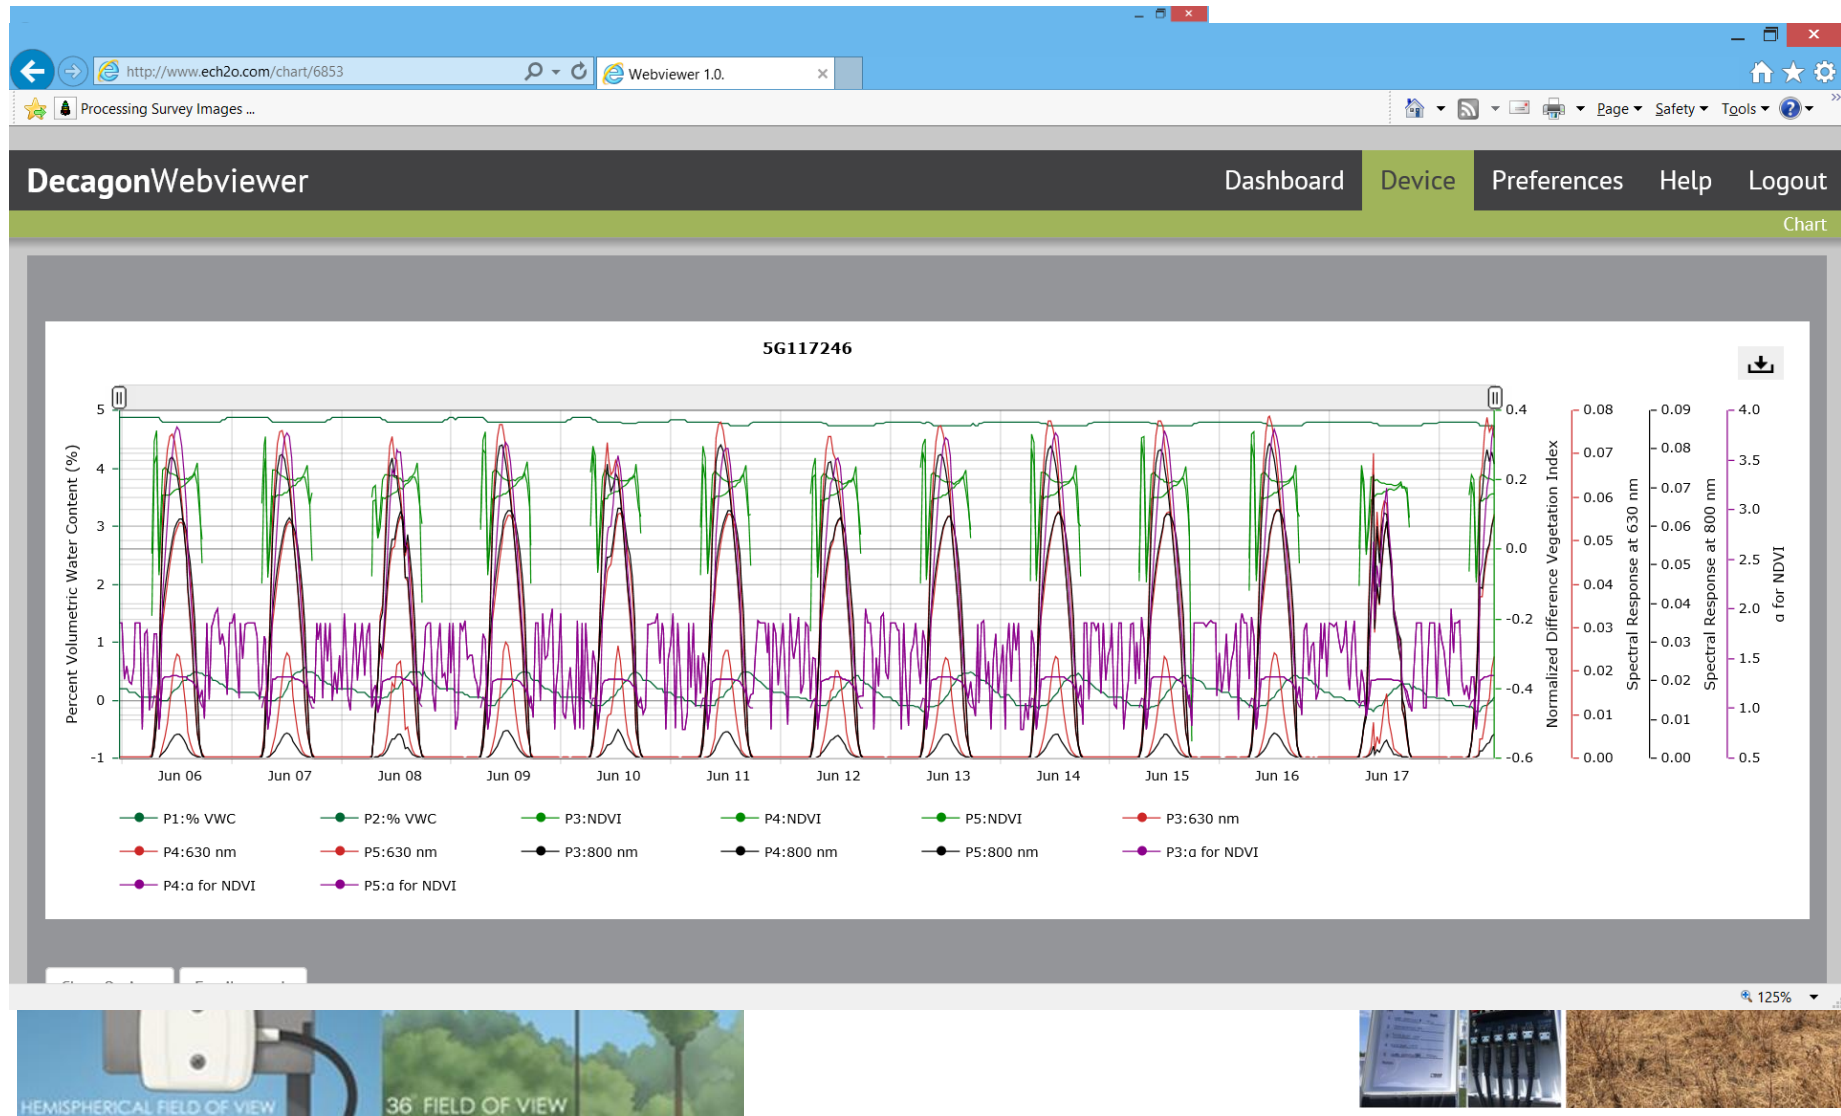 http://www.ech2o.com/chart/6853
Webviewer 1.0.
Processing Survey Images ...
Page
Safety
Tools
DecagonWebviewer
Dashboard Device Preferences Help Logout
Chart
5G117246
Percent Volumetric Water Content (%)
5
4
3
2
1
0
-1
Jun 06 Jun 07 Jun 08 Jun 09 Jun 10 Jun 11 Jun 12 Jun 13 Jun 14 Jun 15 Jun 16 Jun 17
0.4
0.2
0.0
-0.2
-0.4
-0.6
Normalized Difference Vegetation Index
0.08
0.07
0.06
0.05
0.04
0.03
0.02
0.01
0.00
Spectral Response at 630 nm
0.09
0.08
0.07
0.06
0.05
0.04
0.03
0.02
0.01
0.00
Spectral Response at 800 nm
4.0
3.5
3.0
2.5
2.0
1.5
1.0
0.5
α for NDVI
P1:% VWC P2:% VWC P3:NDVI P4:NDVI P5:NDVI P3:630 nm
P4:630 nm P5:630 nm P3:800 nm P4:800 nm P5:800 nm P3:α for NDVI
P4:α for NDVI P5:α for NDVI
125%
HEMISPHERICAL FIELD OF VIEW
36° FIELD OF VIEW